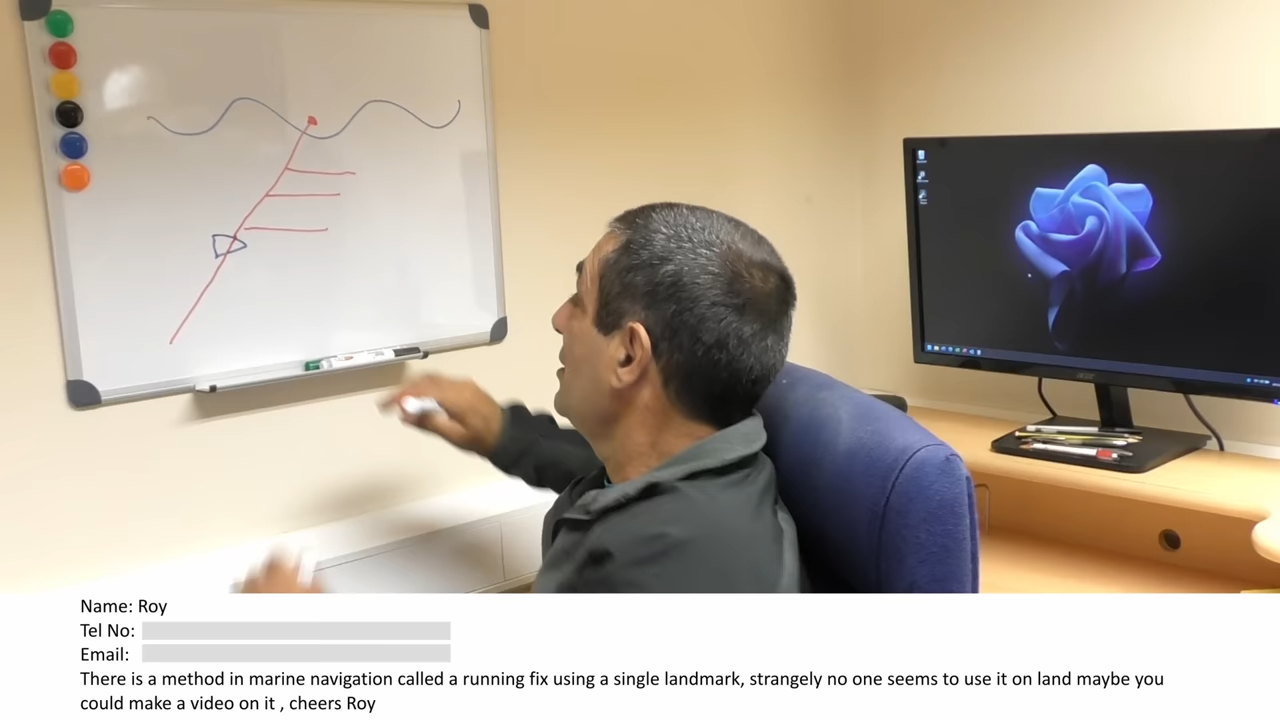 Name: Roy
Tel No:
Email:
There is a method in marine navigation called a running fix using a single landmark, strangely no one seems to use it on land maybe you
could make a video on it , cheers Roy